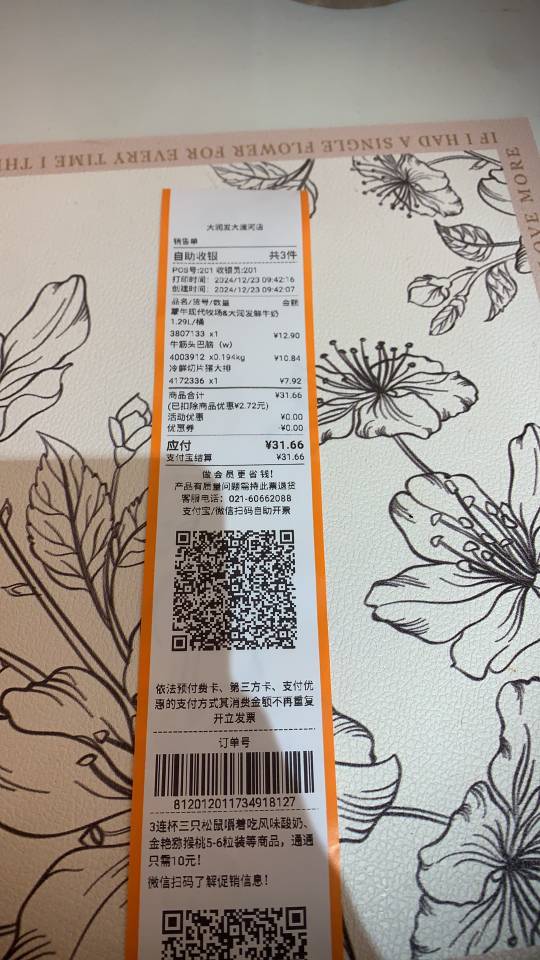 IF I HAD A SINGLE FLOWER FOR EVERY TIME I THI
OVE MORE
大润发大渡河店
销售单
自助收银 共3件
POS号:201 收银员:201
打印时间: 2024/12/23 09:42:16
创建时间: 2024/12/23 09:42:07
品名/货号/数量 金额
蒙牛现代牧场&大润发鲜牛奶
1.29L/桶
3807133 x1 ¥12.90
牛筋头巴脑 (w)
4003912 x0.194kg ¥10.84
冷鲜切片猪大排
4172336 x1 ¥7.92
商品合计 ¥31.66
(已扣除商品优惠¥2.72元)
活动优惠 ¥0.00
优惠券 -¥0.00
应付 ¥31.66
支付宝结算 ¥31.66
做会员更省钱!
产品有质量问题需持此票退货
客服电话: 021-60662088
支付宝/微信扫码自助开票
依法预付费卡、第三方卡、支付优
惠的支付方式其消费金额不再重复
开立发票
订单号
812012011734918127
3连杯三只松鼠嚼着吃风味酸奶、
金艳猕猴桃5-6粒装等商品，通通
只需10元!
微信扫码了解促销信息!